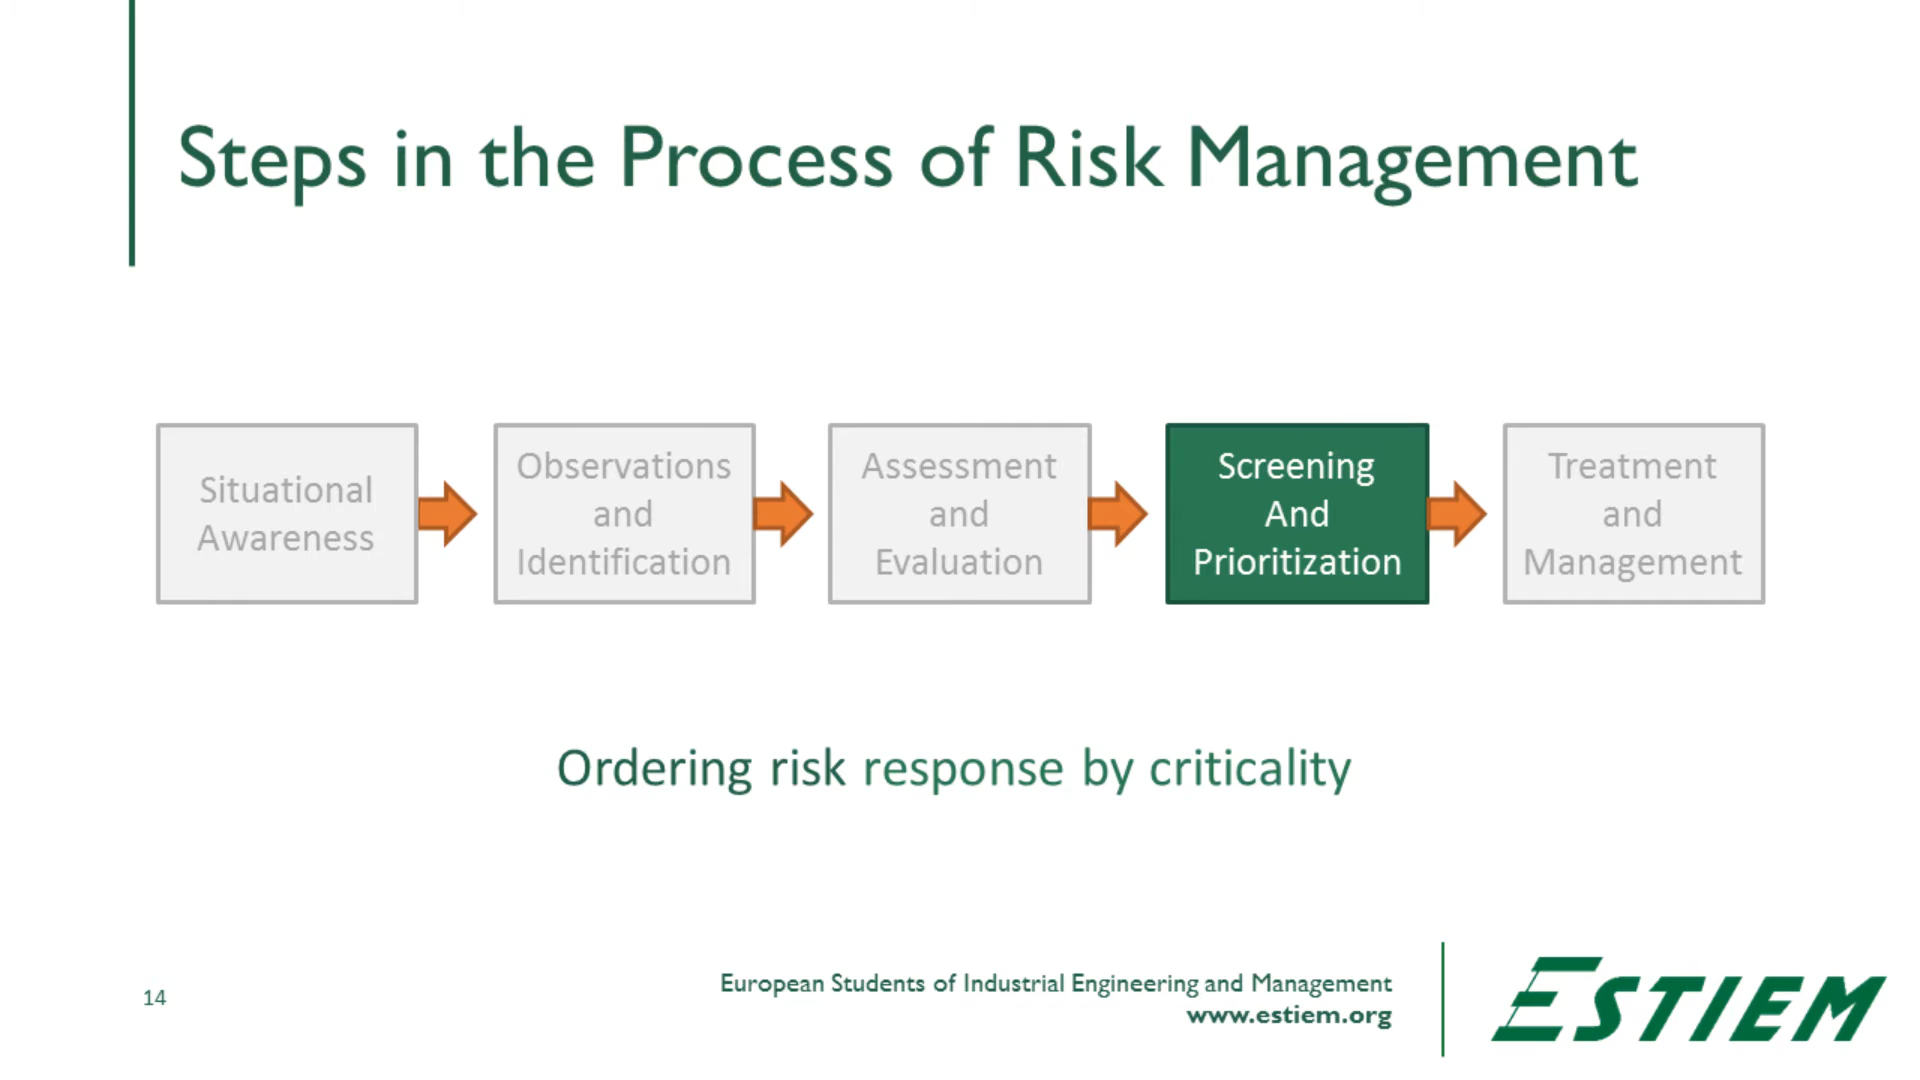 Steps in the Process of Risk Management
Situational
Awareness
Observations
and
Identification
Assessment
and
Evaluation
Screening
And
Prioritization
Treatment
and
Management
Ordering risk response by criticality
14
European Students of Industrial Engineering and Management
www.estiem.org
ESTIEM